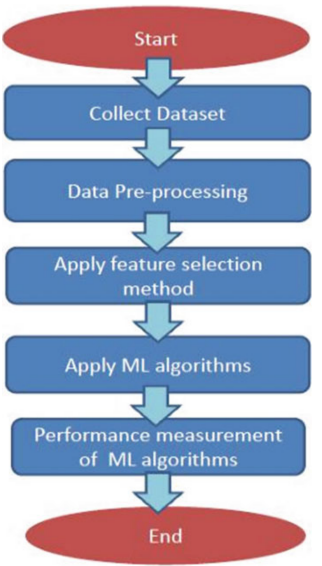 Start
Collect Dataset
Data Pre-processing
Apply feature selection
method
Apply ML algorithms
Performance measurement
of ML algorithms
End